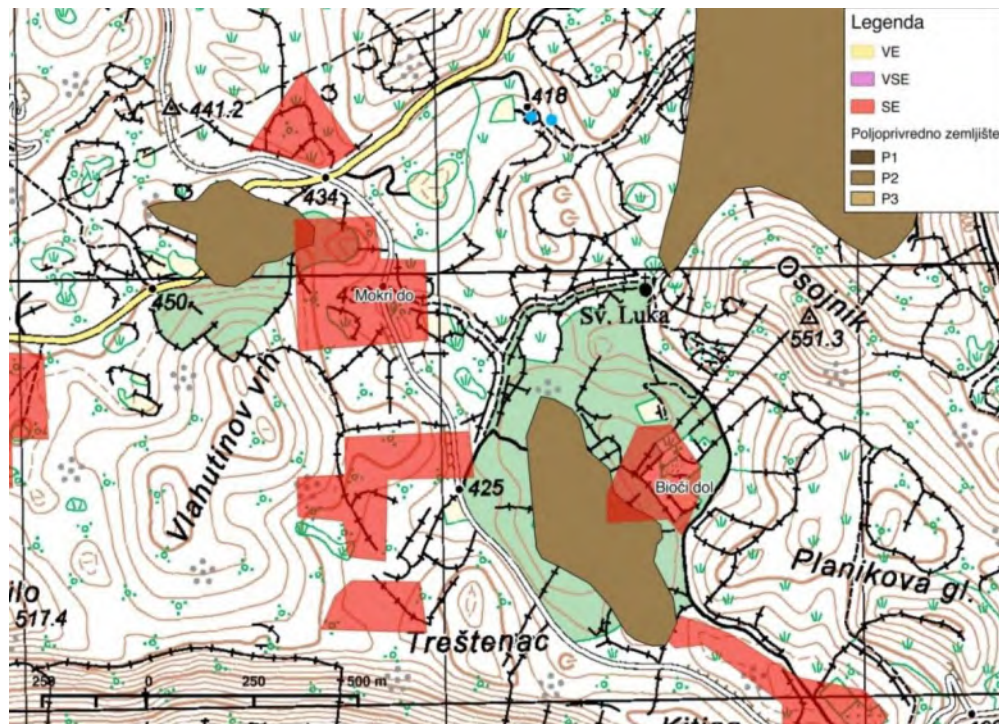 Legenda
VE
VSE
SE
Poljoprivredno zemljište
P1
P2
P3
418
441.2
434
450
Mokri do
Sv. Luka
Osojnik
551.3
Vlahutinov vrh
425
Bioči dol
Planikova gl.
ilo
517.4
Treštenac
250
0
250
500 m